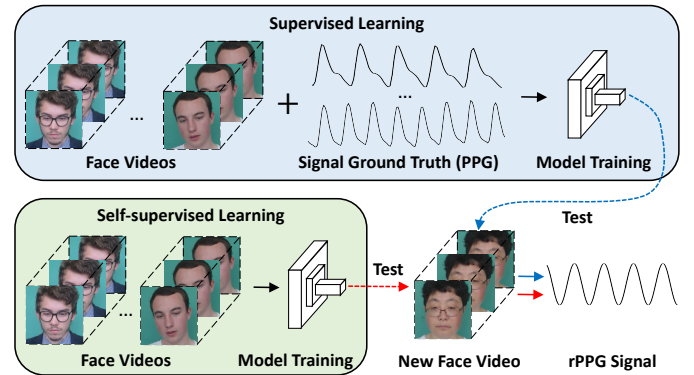 Supervised Learning
...
...
+
Face Videos
Signal Ground Truth (PPG)
Model Training
Self-supervised Learning
Test
Test
...
Face Videos
Model Training
New Face Video
rPPG Signal